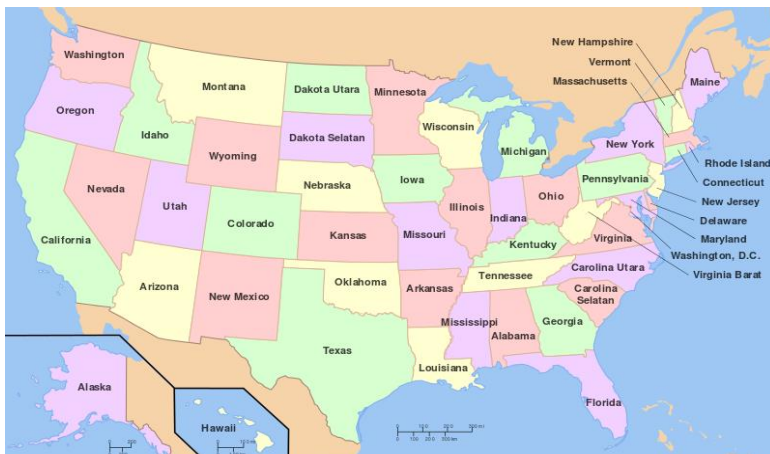 New Hampshire
Vermont
Massachusetts
Washington
Montana
Dakota Utara
Minnesota
Maine
Oregon
Idaho
Wisconsin
Dakota Selatan
Michigan
New York
Wyoming
Rhode Island
Connecticut
Pennsylvania
Iowa
Nebraska
New Jersey
Nevada
Utah
Illinois
Indiana
Ohio
Delaware
Colorado
Maryland
California
Kansas
Missouri
Kentucky
Virginia
Washington, D.C.
Virginia Barat
Carolina Utara
Tennessee
Oklahoma
Arizona
New Mexico
Arkansas
Carolina
Selatan
Mississippi
Alabama
Georgia
Texas
Louisiana
Alaska
Florida
Hawaii